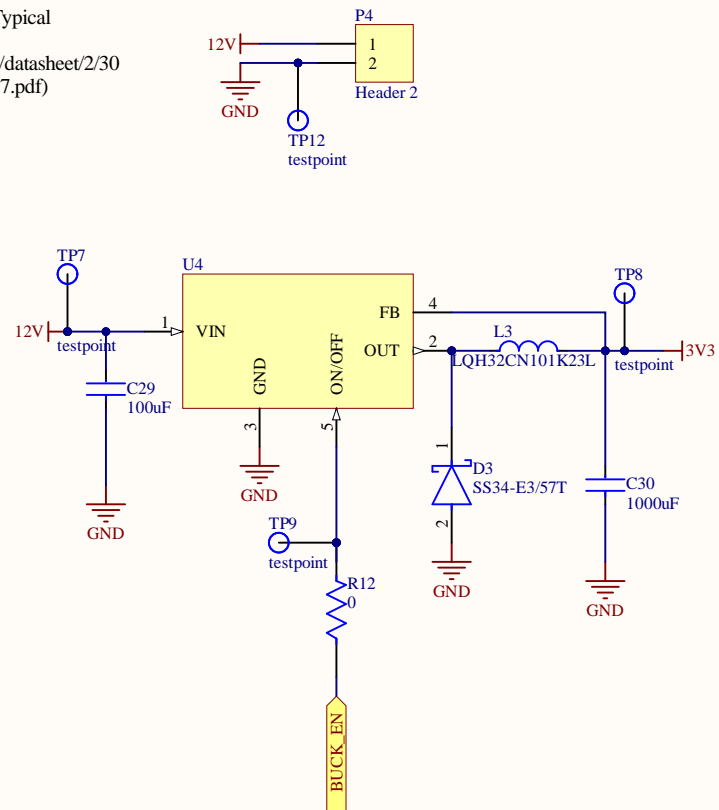 Typical
/datasheet/2/30
7.pdf)
P4
12V
1
2
GND
Header 2
TP12
testpoint
TP7
U4
TP8
12V
testpoint
1
VIN
FB
4
OUT
2
L3
LQH32CN101K23L
testpoint
3V3
GND
ON/OFF
3
5
C29
100uF
1
D3
SS34-E3/57T
2
C30
1000uF
GND
GND
GND
GND
TP9
testpoint
R12
0
BUCK_EN